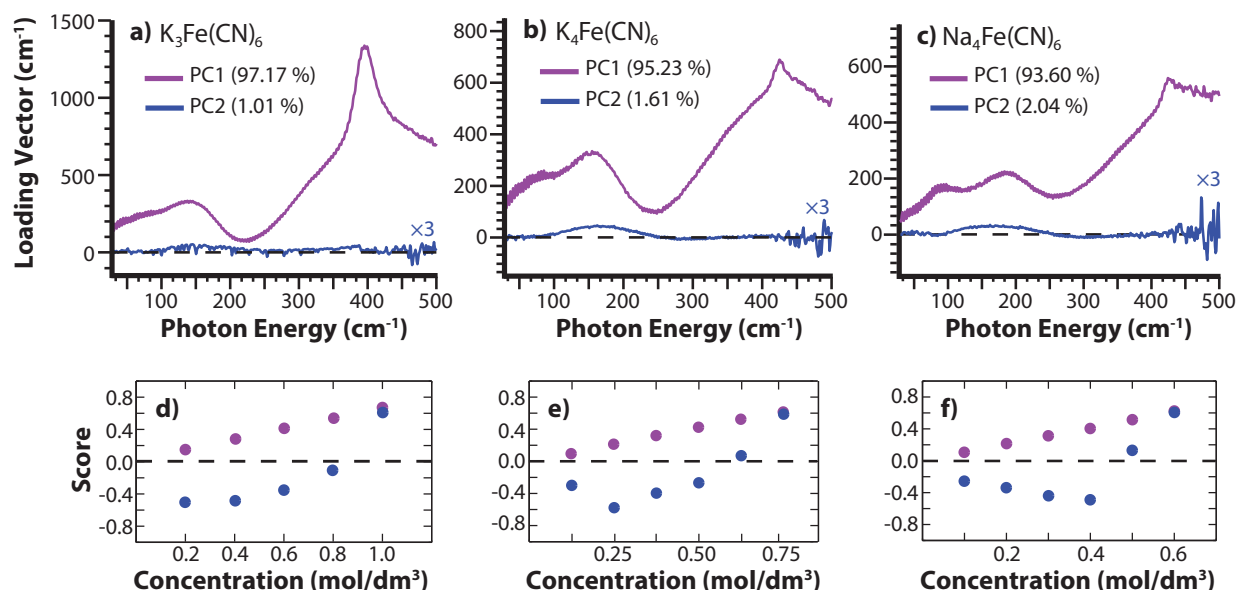 a) K₃Fe(CN)₆
PC1 (97.17 %)
PC2 (1.01 %)
×3
Loading Vector (cm⁻¹)
1500
1000
500
0
100
200
300
400
500
Photon Energy (cm⁻¹)
b) K₄Fe(CN)₆
PC1 (95.23 %)
PC2 (1.61 %)
×3
800
600
400
200
0
100
200
300
400
500
Photon Energy (cm⁻¹)
c) Na₄Fe(CN)₆
PC1 (93.60 %)
PC2 (2.04 %)
×3
600
400
200
0
100
200
300
400
500
Photon Energy (cm⁻¹)
d)
Score
0.8
0.4
0.0
-0.4
-0.8
0.2
0.4
0.6
0.8
1.0
Concentration (mol/dm³)
e)
0.8
0.4
0.0
-0.4
-0.8
0.25
0.50
0.75
Concentration (mol/dm³)
f)
0.8
0.4
0.0
-0.4
-0.8
0.2
0.4
0.6
Concentration (mol/dm³)